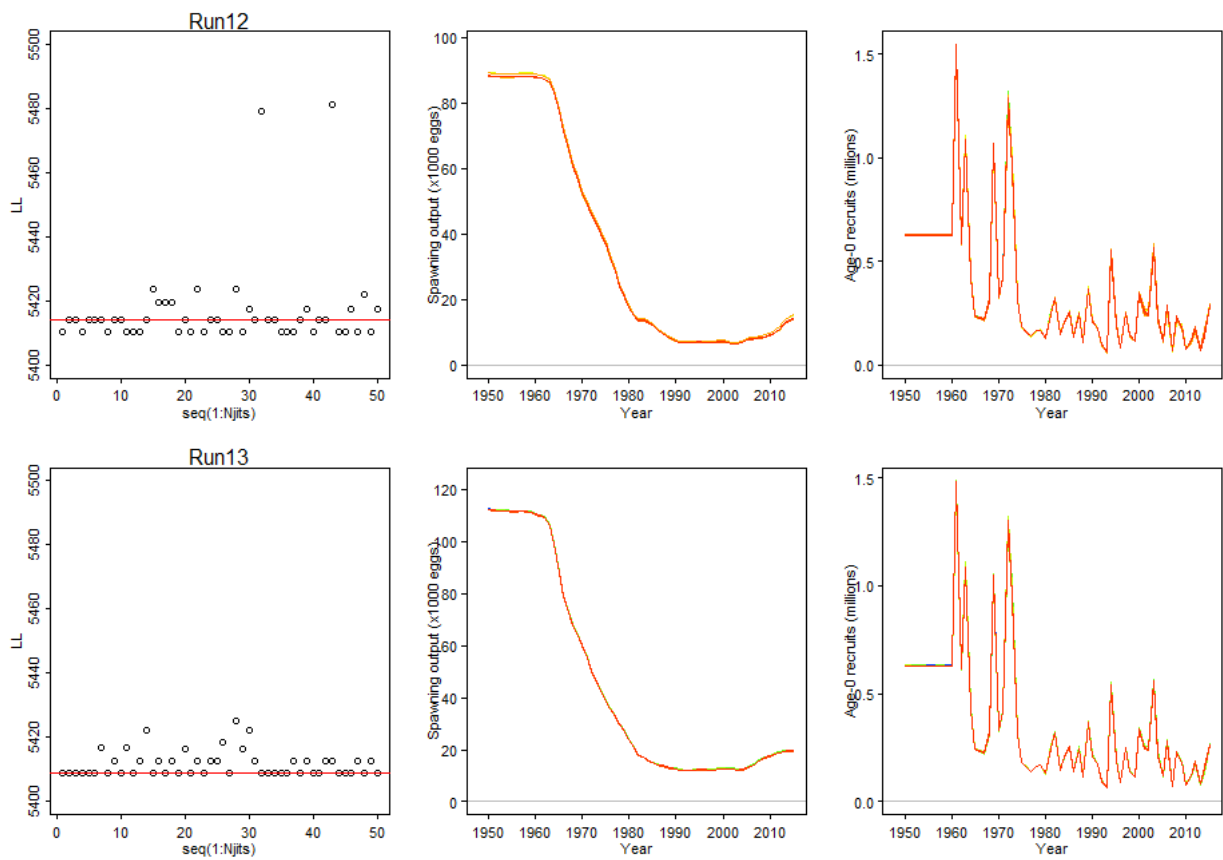 Run12
LL
5400 5420 5440 5460 5480 5500
0 10 20 30 40 50
seq(1:Njits)
Spawning output (x1000 eggs)
0 20 40 60 80 100
1950 1960 1970 1980 1990 2000 2010
Year
Age-0 recruits (millions)
0.0 0.5 1.0 1.5
1950 1960 1970 1980 1990 2000 2010
Year
Run13
LL
5400 5420 5440 5460 5480 5500
0 10 20 30 40 50
seq(1:Njits)
Spawning output (x1000 eggs)
0 20 40 60 80 100 120
1950 1960 1970 1980 1990 2000 2010
Year
Age-0 recruits (millions)
0.0 0.5 1.0 1.5
1950 1960 1970 1980 1990 2000 2010
Year